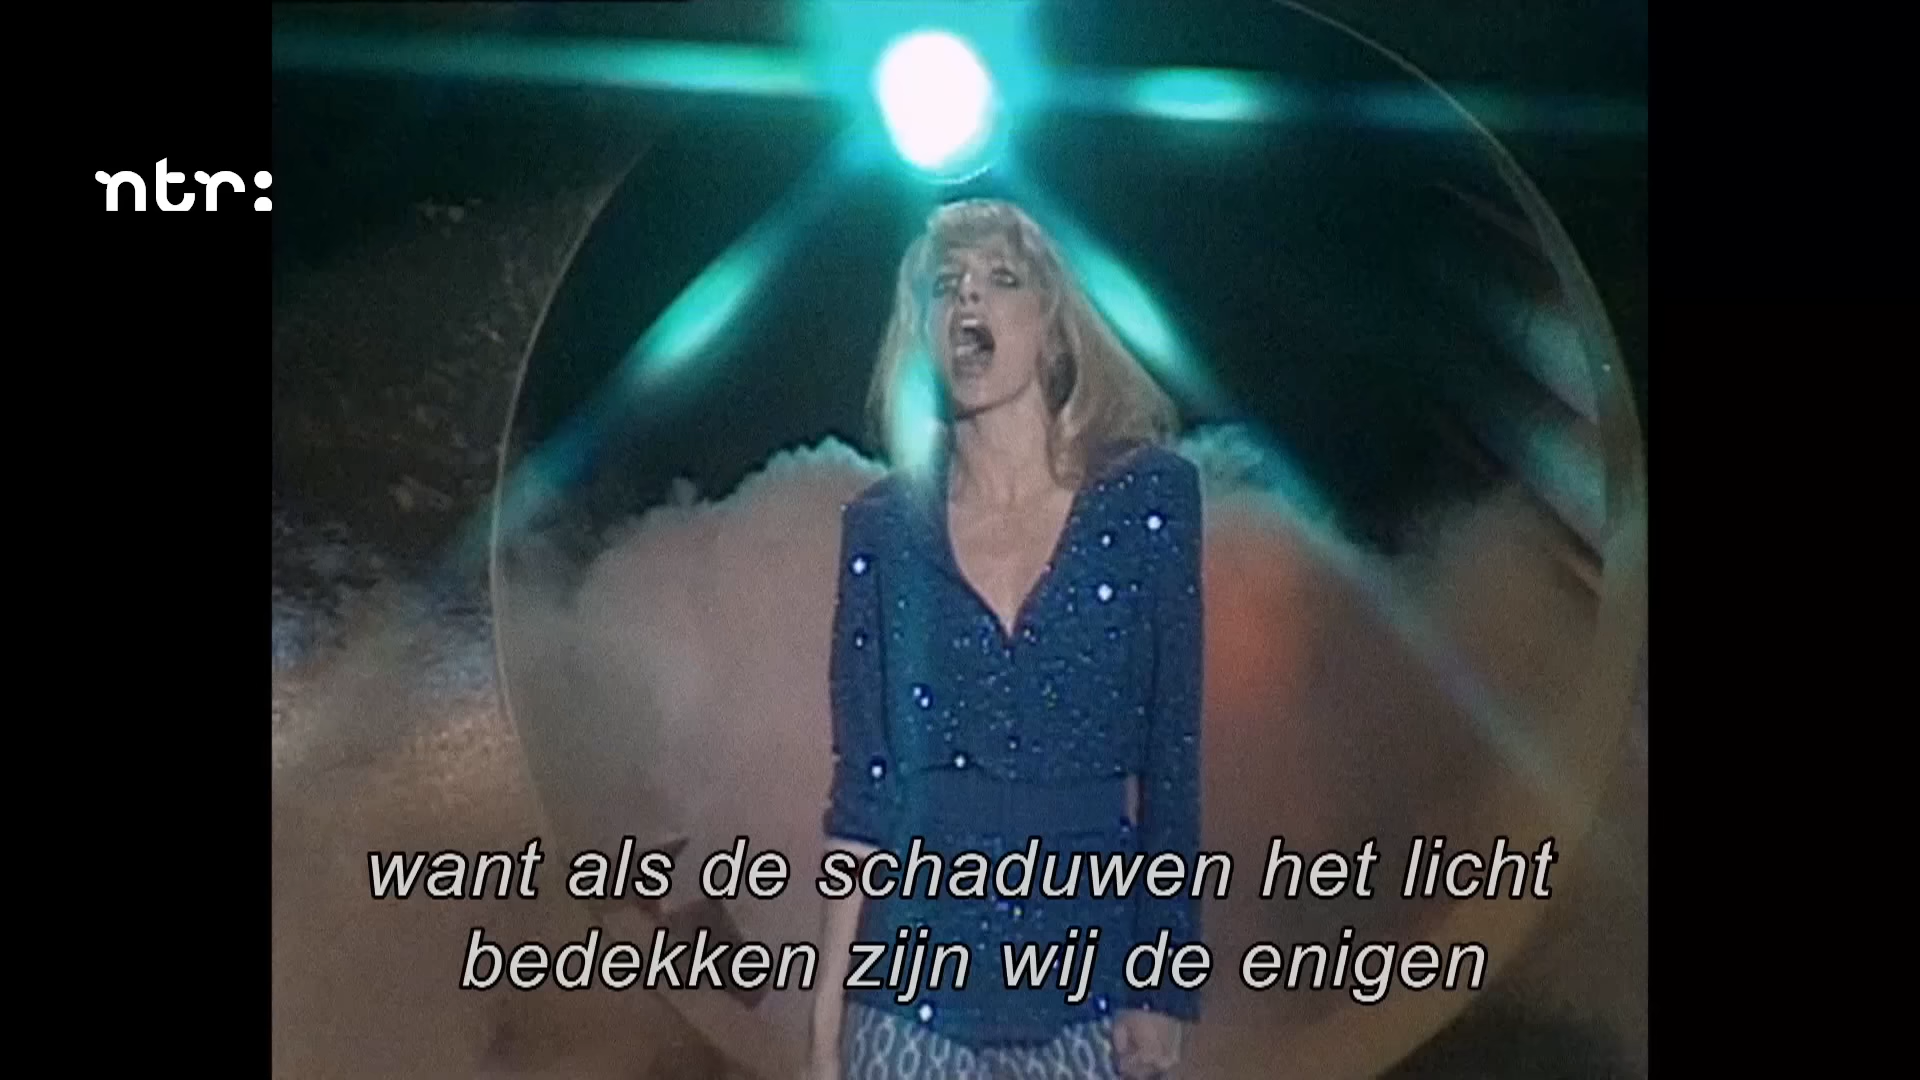 ntr:
want als de schaduwen het licht
bedekken zijn wij de enigen